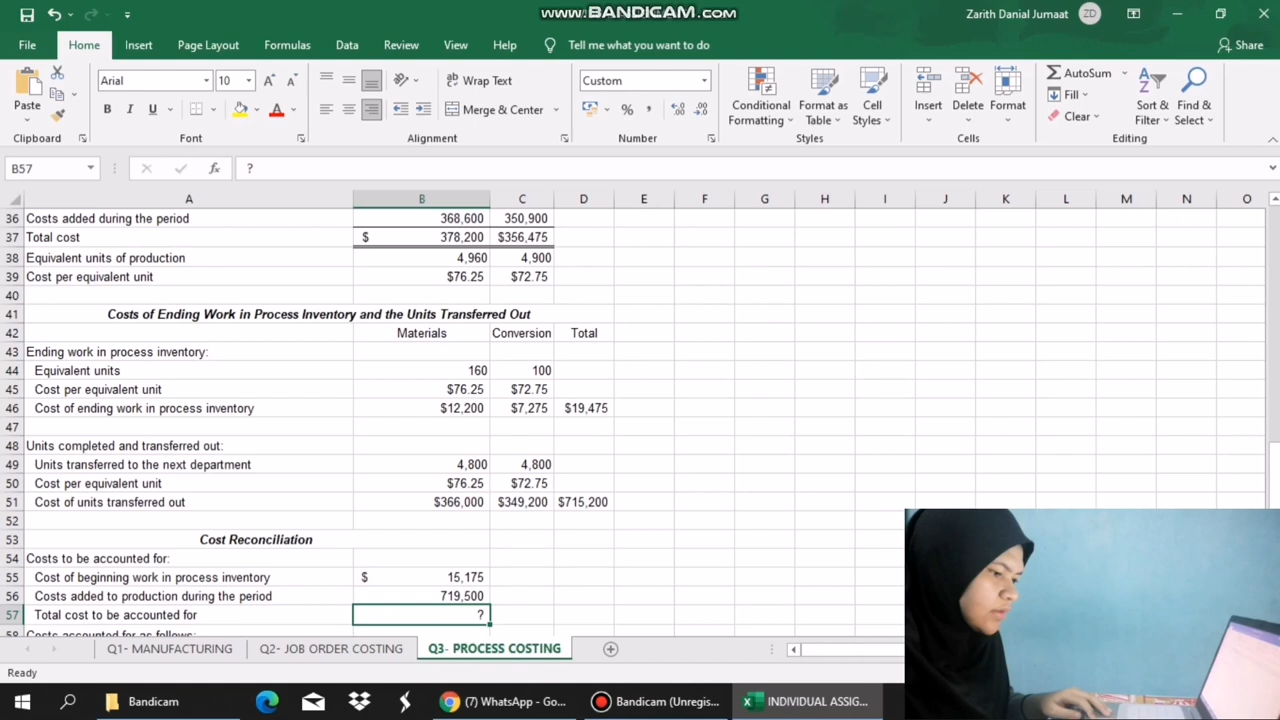 www.BANDICAM.com
Zarith Danial Jumaat ZD
File Home Insert Page Layout Formulas Data Review View Help Tell me what you want to do Share
Paste Arial 10 Wrap Text Custom Conditional Format as Cell Insert Delete Format AutoSum Sort & Find &
B I U Merge & Center % Formatting Table Styles Fill Filter Select
Clear
Clipboard Font Alignment Number Styles Cells Editing
B57 fx ?
A B C D E F G H I J K L M N O
36 Costs added during the period 368,600 350,900
37 Total cost $ 378,200 $356,475
38 Equivalent units of production 4,960 4,900
39 Cost per equivalent unit $76.25 $72.75
40
41 Costs of Ending Work in Process Inventory and the Units Transferred Out
42 Materials Conversion Total
43 Ending work in process inventory:
44 Equivalent units 160 100
45 Cost per equivalent unit $76.25 $72.75
46 Cost of ending work in process inventory $12,200 $7,275 $19,475
47
48 Units completed and transferred out:
49 Units transferred to the next department 4,800 4,800
50 Cost per equivalent unit $76.25 $72.75
51 Cost of units transferred out $366,000 $349,200 $715,200
52
53 Cost Reconciliation
54 Costs to be accounted for:
55 Cost of beginning work in process inventory $ 15,175
56 Costs added to production during the period 719,500
57 Total cost to be accounted for ?
58 Costs accounted for as follows:
Q1- MANUFACTURING Q2- JOB ORDER COSTING Q3- PROCESS COSTING
Ready
Bandicam (7) WhatsApp - Go... Bandicam (Unregis... INDIVIDUAL ASSIG...